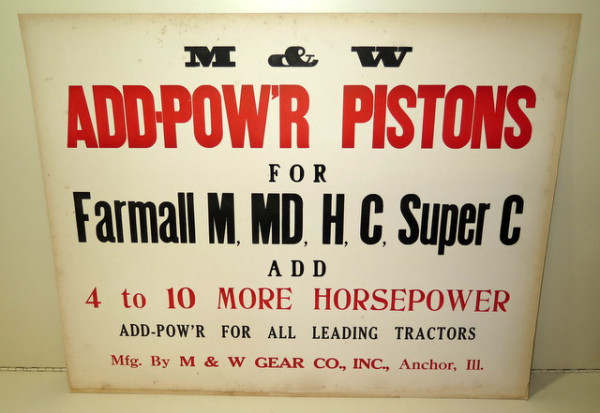 M & W
ADD-POW'R PISTONS
FOR
Farmall M, MD, H, C, Super C
ADD
4 to 10 MORE HORSEPOWER
ADD-POW'R FOR ALL LEADING TRACTORS
Mfg. By M & W GEAR CO., INC., Anchor, Ill.